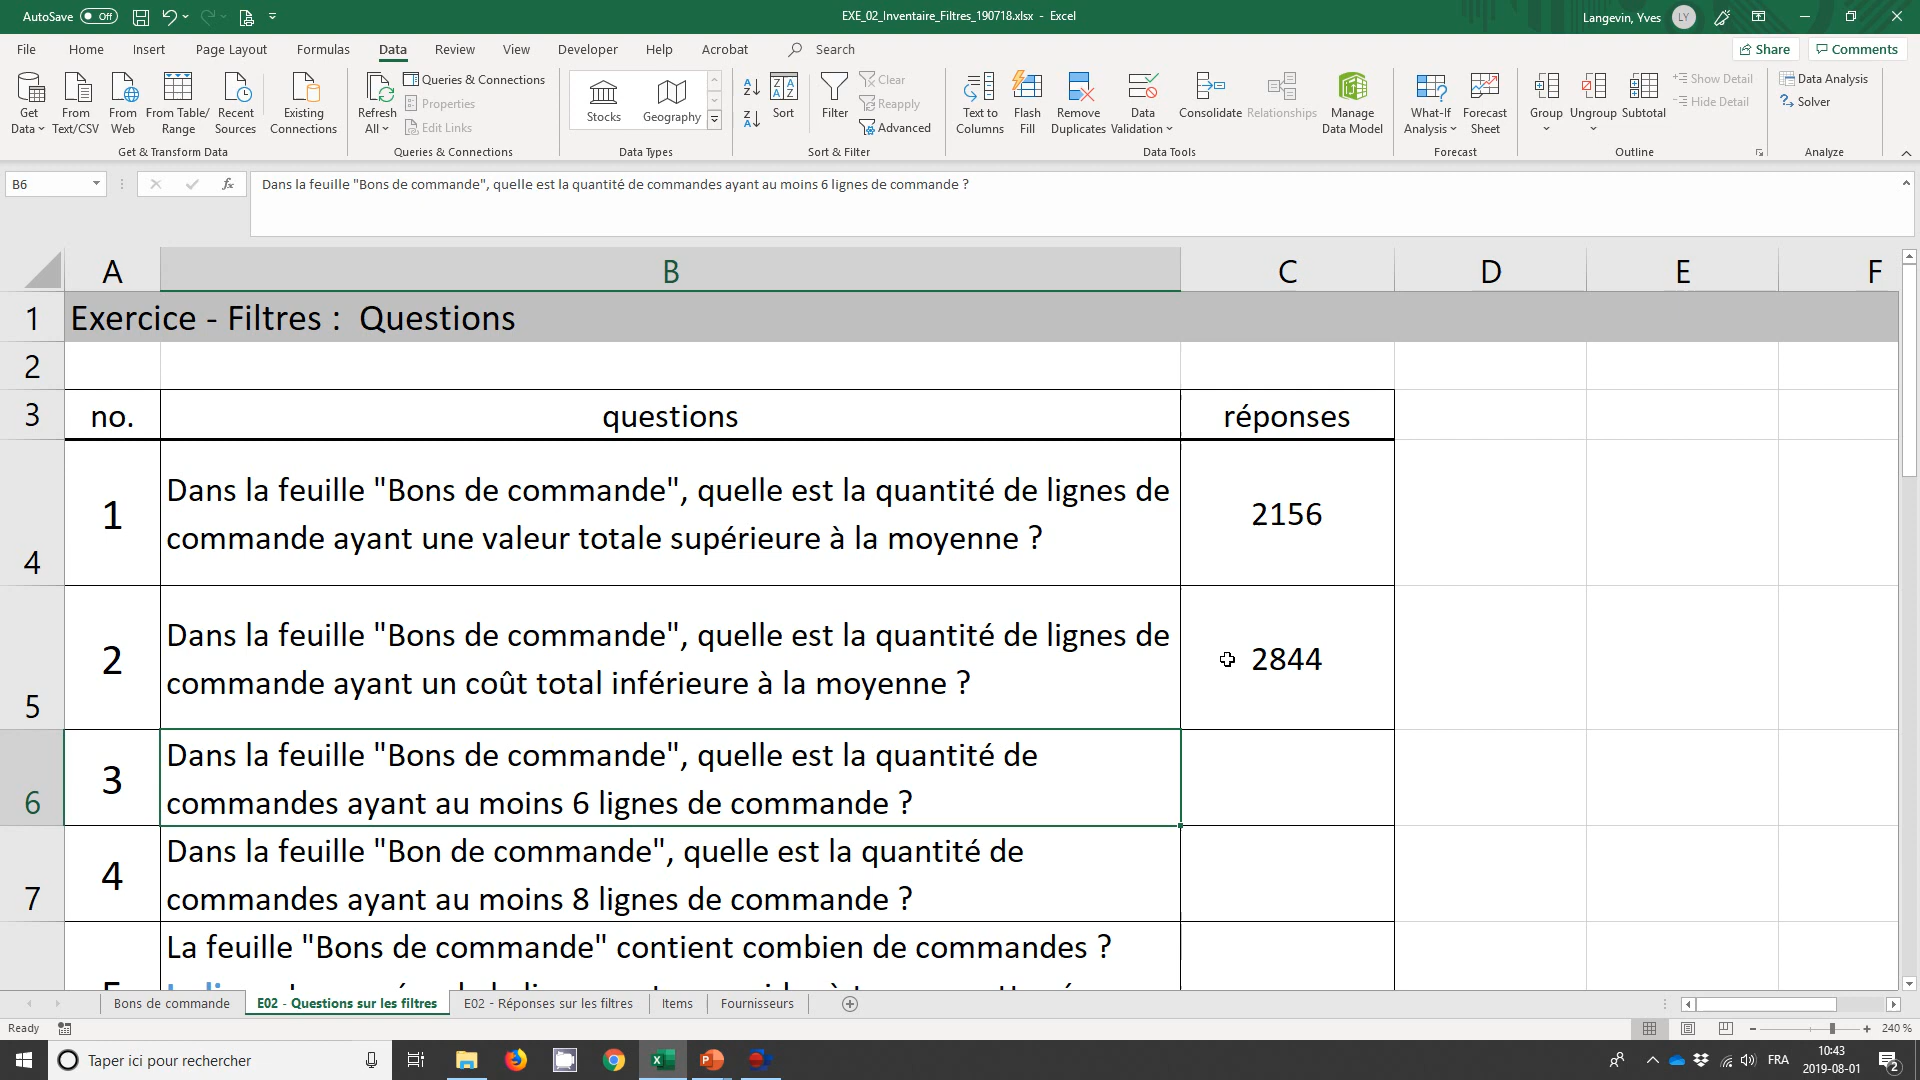 AutoSave Off
EXE_02_Inventaire_Filtres_190718.xlsx - Excel
Langevin, Yves LY
File Home Insert Page Layout Formulas Data Review View Developer Help Acrobat Search
Share Comments
Get Data
From Text/CSV
From Web
From Table/ Range
Recent Sources
Existing Connections
Get & Transform Data
Refresh All
Queries & Connections
Properties
Edit Links
Queries & Connections
Stocks
Geography
Data Types
Sort
Filter
Clear
Reapply
Advanced
Sort & Filter
Text to Columns
Flash Fill
Remove Duplicates
Data Validation
Consolidate
Relationships
Manage Data Model
Data Tools
What-If Analysis
Forecast Sheet
Forecast
Group
Ungroup
Subtotal
Show Detail
Hide Detail
Outline
Data Analysis
Solver
Analyze
B6
fx
Dans la feuille "Bons de commande", quelle est la quantité de commandes ayant au moins 6 lignes de commande ?
A B C D E F
1 Exercice - Filtres : Questions
2
3 no. questions réponses
4 1 Dans la feuille "Bons de commande", quelle est la quantité de lignes de
commande ayant une valeur totale supérieure à la moyenne ? 2156
5 2 Dans la feuille "Bons de commande", quelle est la quantité de lignes de
commande ayant un coût total inférieure à la moyenne ? 2844
6 3 Dans la feuille "Bons de commande", quelle est la quantité de
commandes ayant au moins 6 lignes de commande ?
7 4 Dans la feuille "Bon de commande", quelle est la quantité de
commandes ayant au moins 8 lignes de commande ?
La feuille "Bons de commande" contient combien de commandes ?
Bons de commande
E02 - Questions sur les filtres
E02 - Réponses sur les filtres
Items
Fournisseurs
Ready
240 %
Taper ici pour rechercher
FRA
10:43
2019-08-01
2